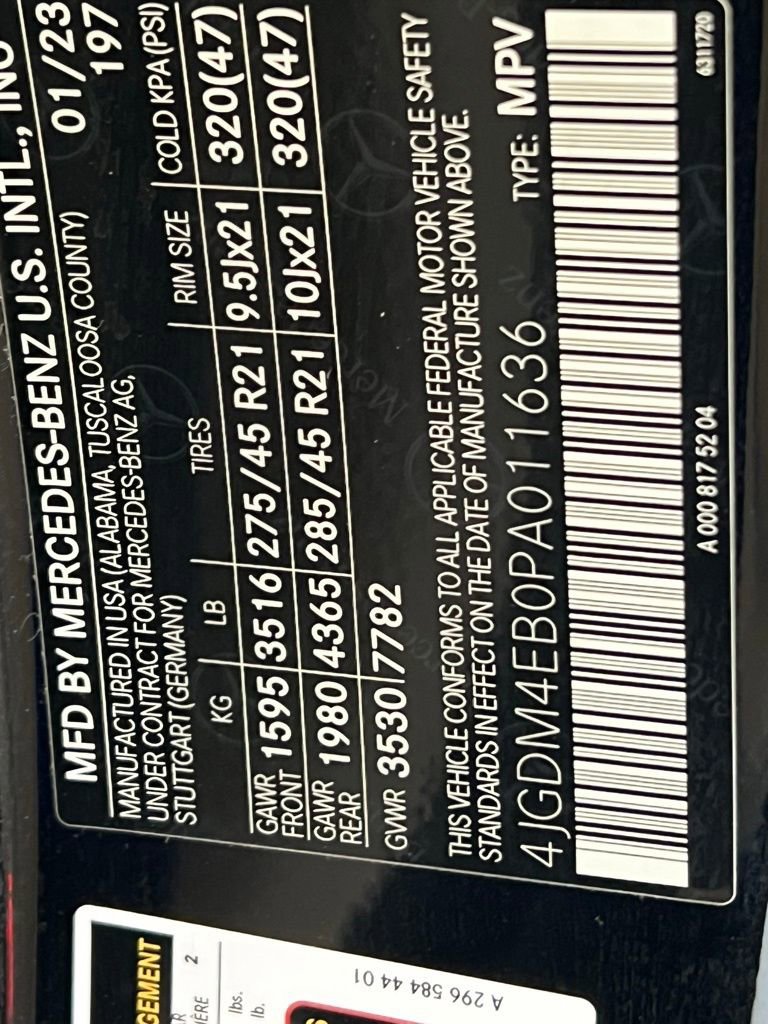 MFD BY MERCEDES-BENZ U.S. INTL., INC
01/23
197
MANUFACTURED IN USA (ALABAMA, TUSCALOOSA COUNTY)
UNDER CONTRACT FOR MERCEDES-BENZ AG,
STUTTGART (GERMANY)
KG LB TIRES RIM SIZE COLD KPA (PSI)
GAWR FRONT 1595 3516 275/45 R21 9.5Jx21 320(47)
GAWR REAR 1980 4365 285/45 R21 10Jx21 320(47)
GVWR 3530 7782
THIS VEHICLE CONFORMS TO ALL APPLICABLE FEDERAL MOTOR VEHICLE SAFETY
STANDARDS IN EFFECT ON THE DATE OF MANUFACTURE SHOWN ABOVE.
4JGDM4EB0PA011636 TYPE: MPV
A 000 817 52 04
6311720
GEMENT
2
lbs.
lb.
A 296 584 44 01